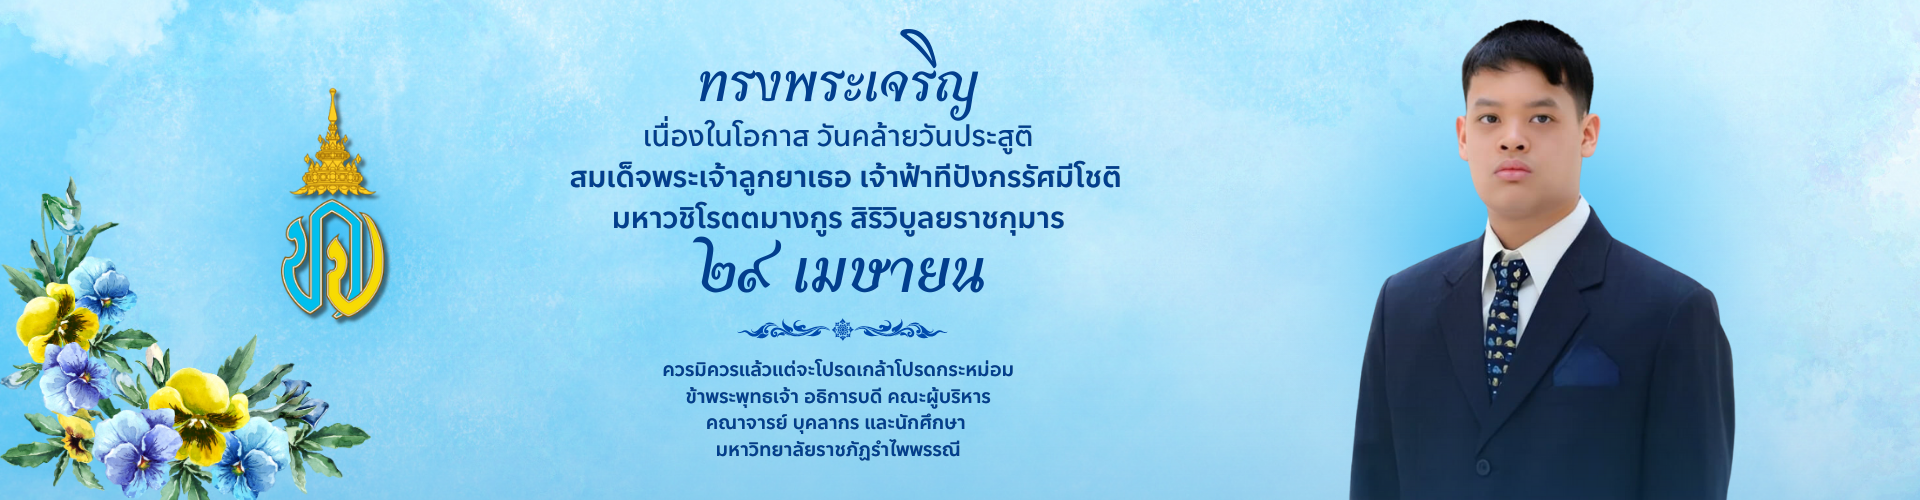 ทรงพระเจริญ
เนื่องในโอกาส วันคล้ายวันประสูติ
สมเด็จพระเจ้าลูกยาเธอ เจ้าฟ้าทีปังกรรัศมีโชติ
มหาวชิโรตตมางกูร สิริวิบูลยราชกุมาร
๒๙ เมษายน
ควรมิควรแล้วแต่จะโปรดเกล้าโปรดกระหม่อม
ข้าพระพุทธเจ้า อธิการบดี คณะผู้บริหาร
คณาจารย์ บุคลากร และนักศึกษา
มหาวิทยาลัยราชภัฏรำไพพรรณี